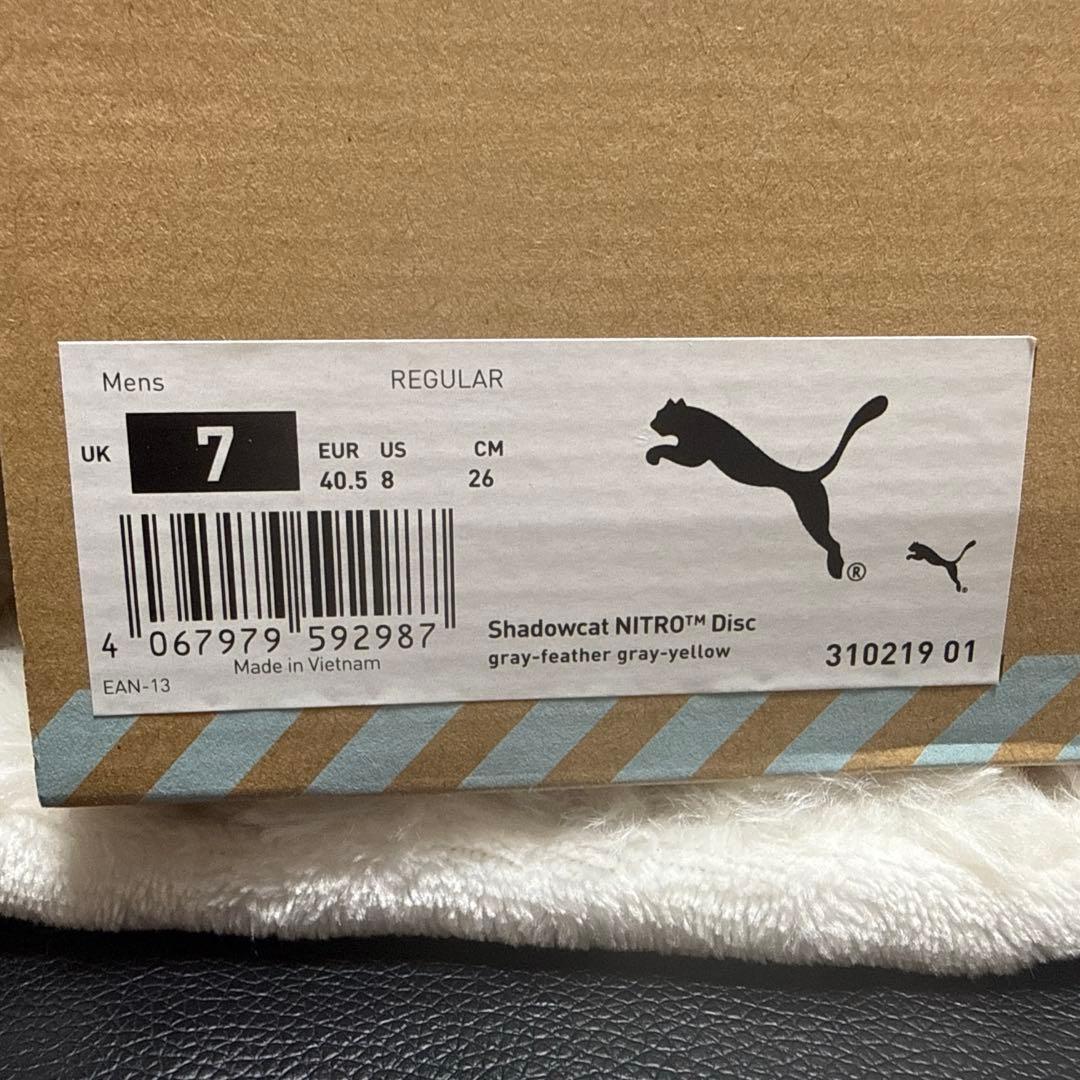 Mens REGULAR
UK 7 EUR US CM
40.5 8 26
4 067979 592987
Made in Vietnam
EAN-13
®
Shadowcat NITRO™ Disc
gray-feather gray-yellow
310219 01